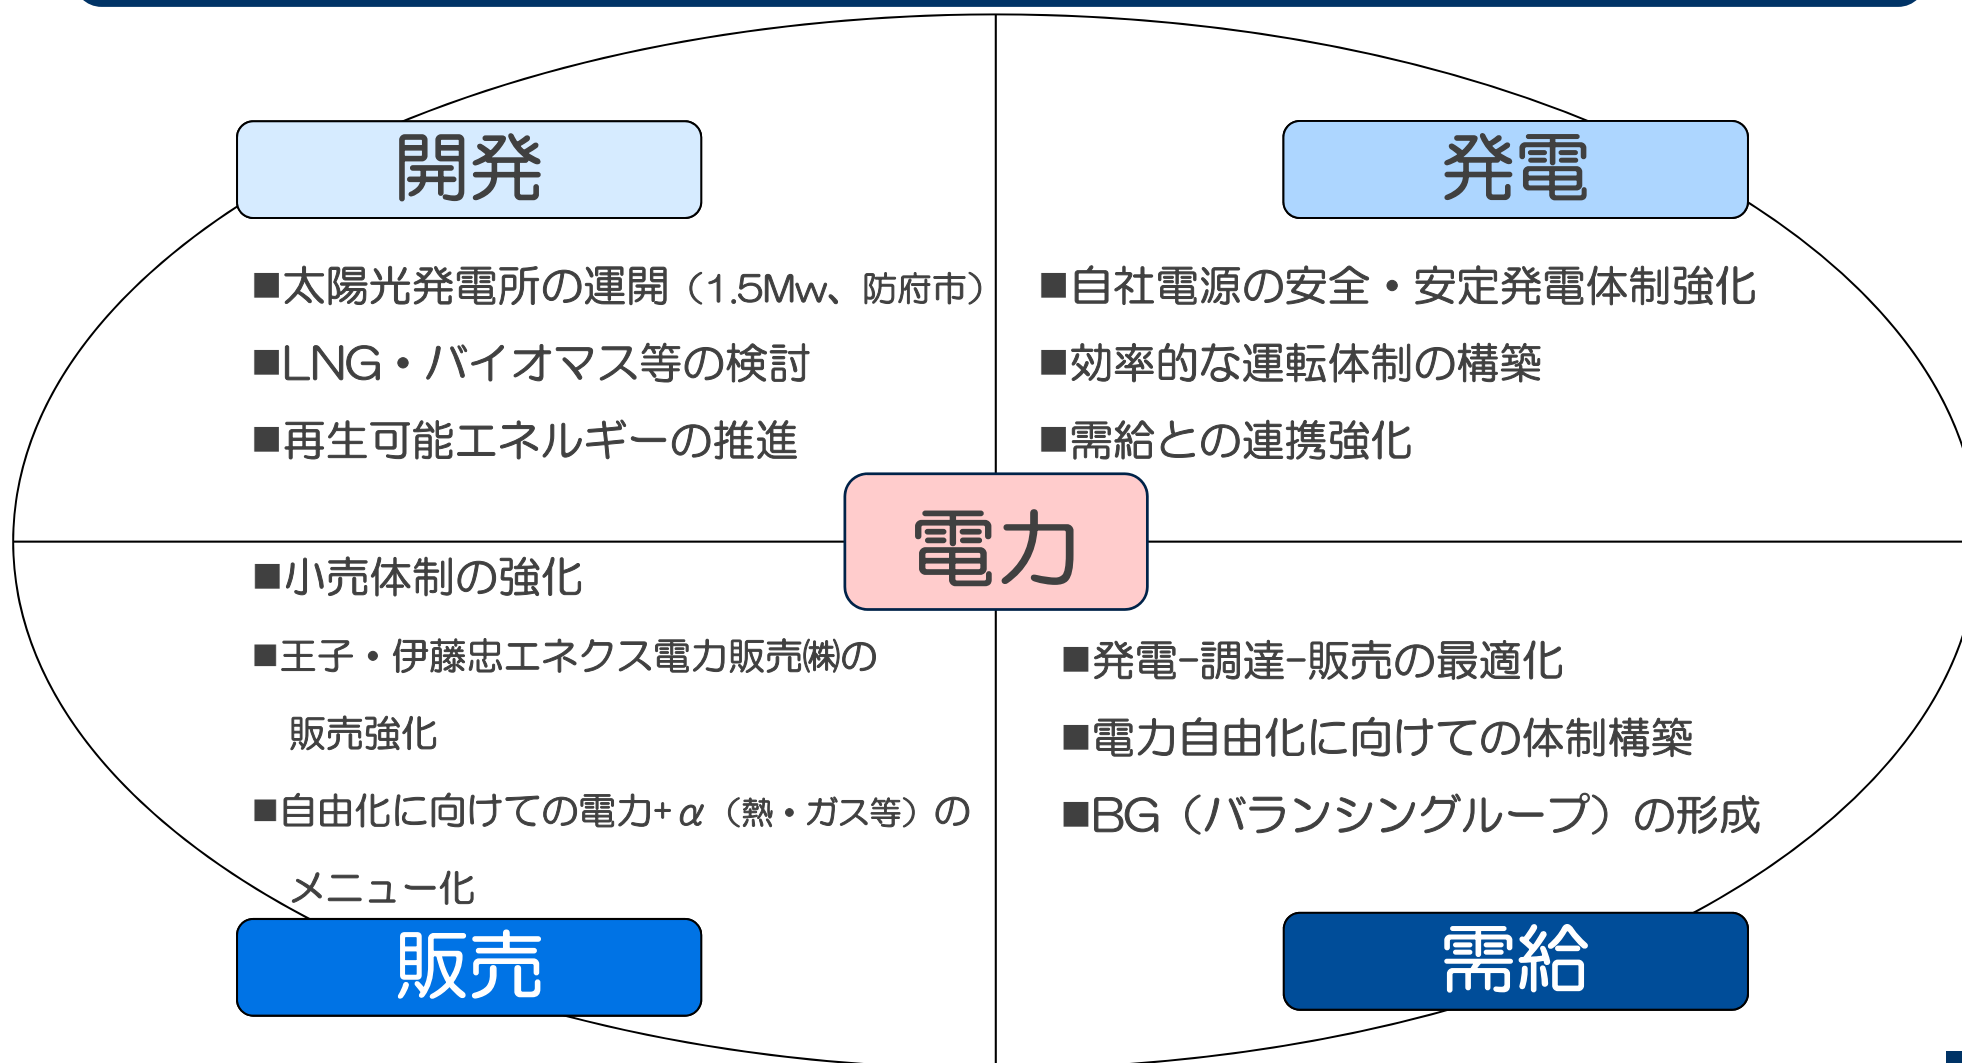 開発
■太陽光発電所の運開（1.5Mw、防府市）
■LNG・バイオマス等の検討
■再生可能エネルギーの推進
発電
■自社電源の安全・安定発電体制強化
■効率的な運転体制の構築
■需給との連携強化
電力
■小売体制の強化
■王子・伊藤忠エネクス電力販売㈱の
販売強化
■自由化に向けての電力+α（熱・ガス等）の
メニュー化
販売
■発電-調達-販売の最適化
■電力自由化に向けての体制構築
■BG（バランシングループ）の形成
需給